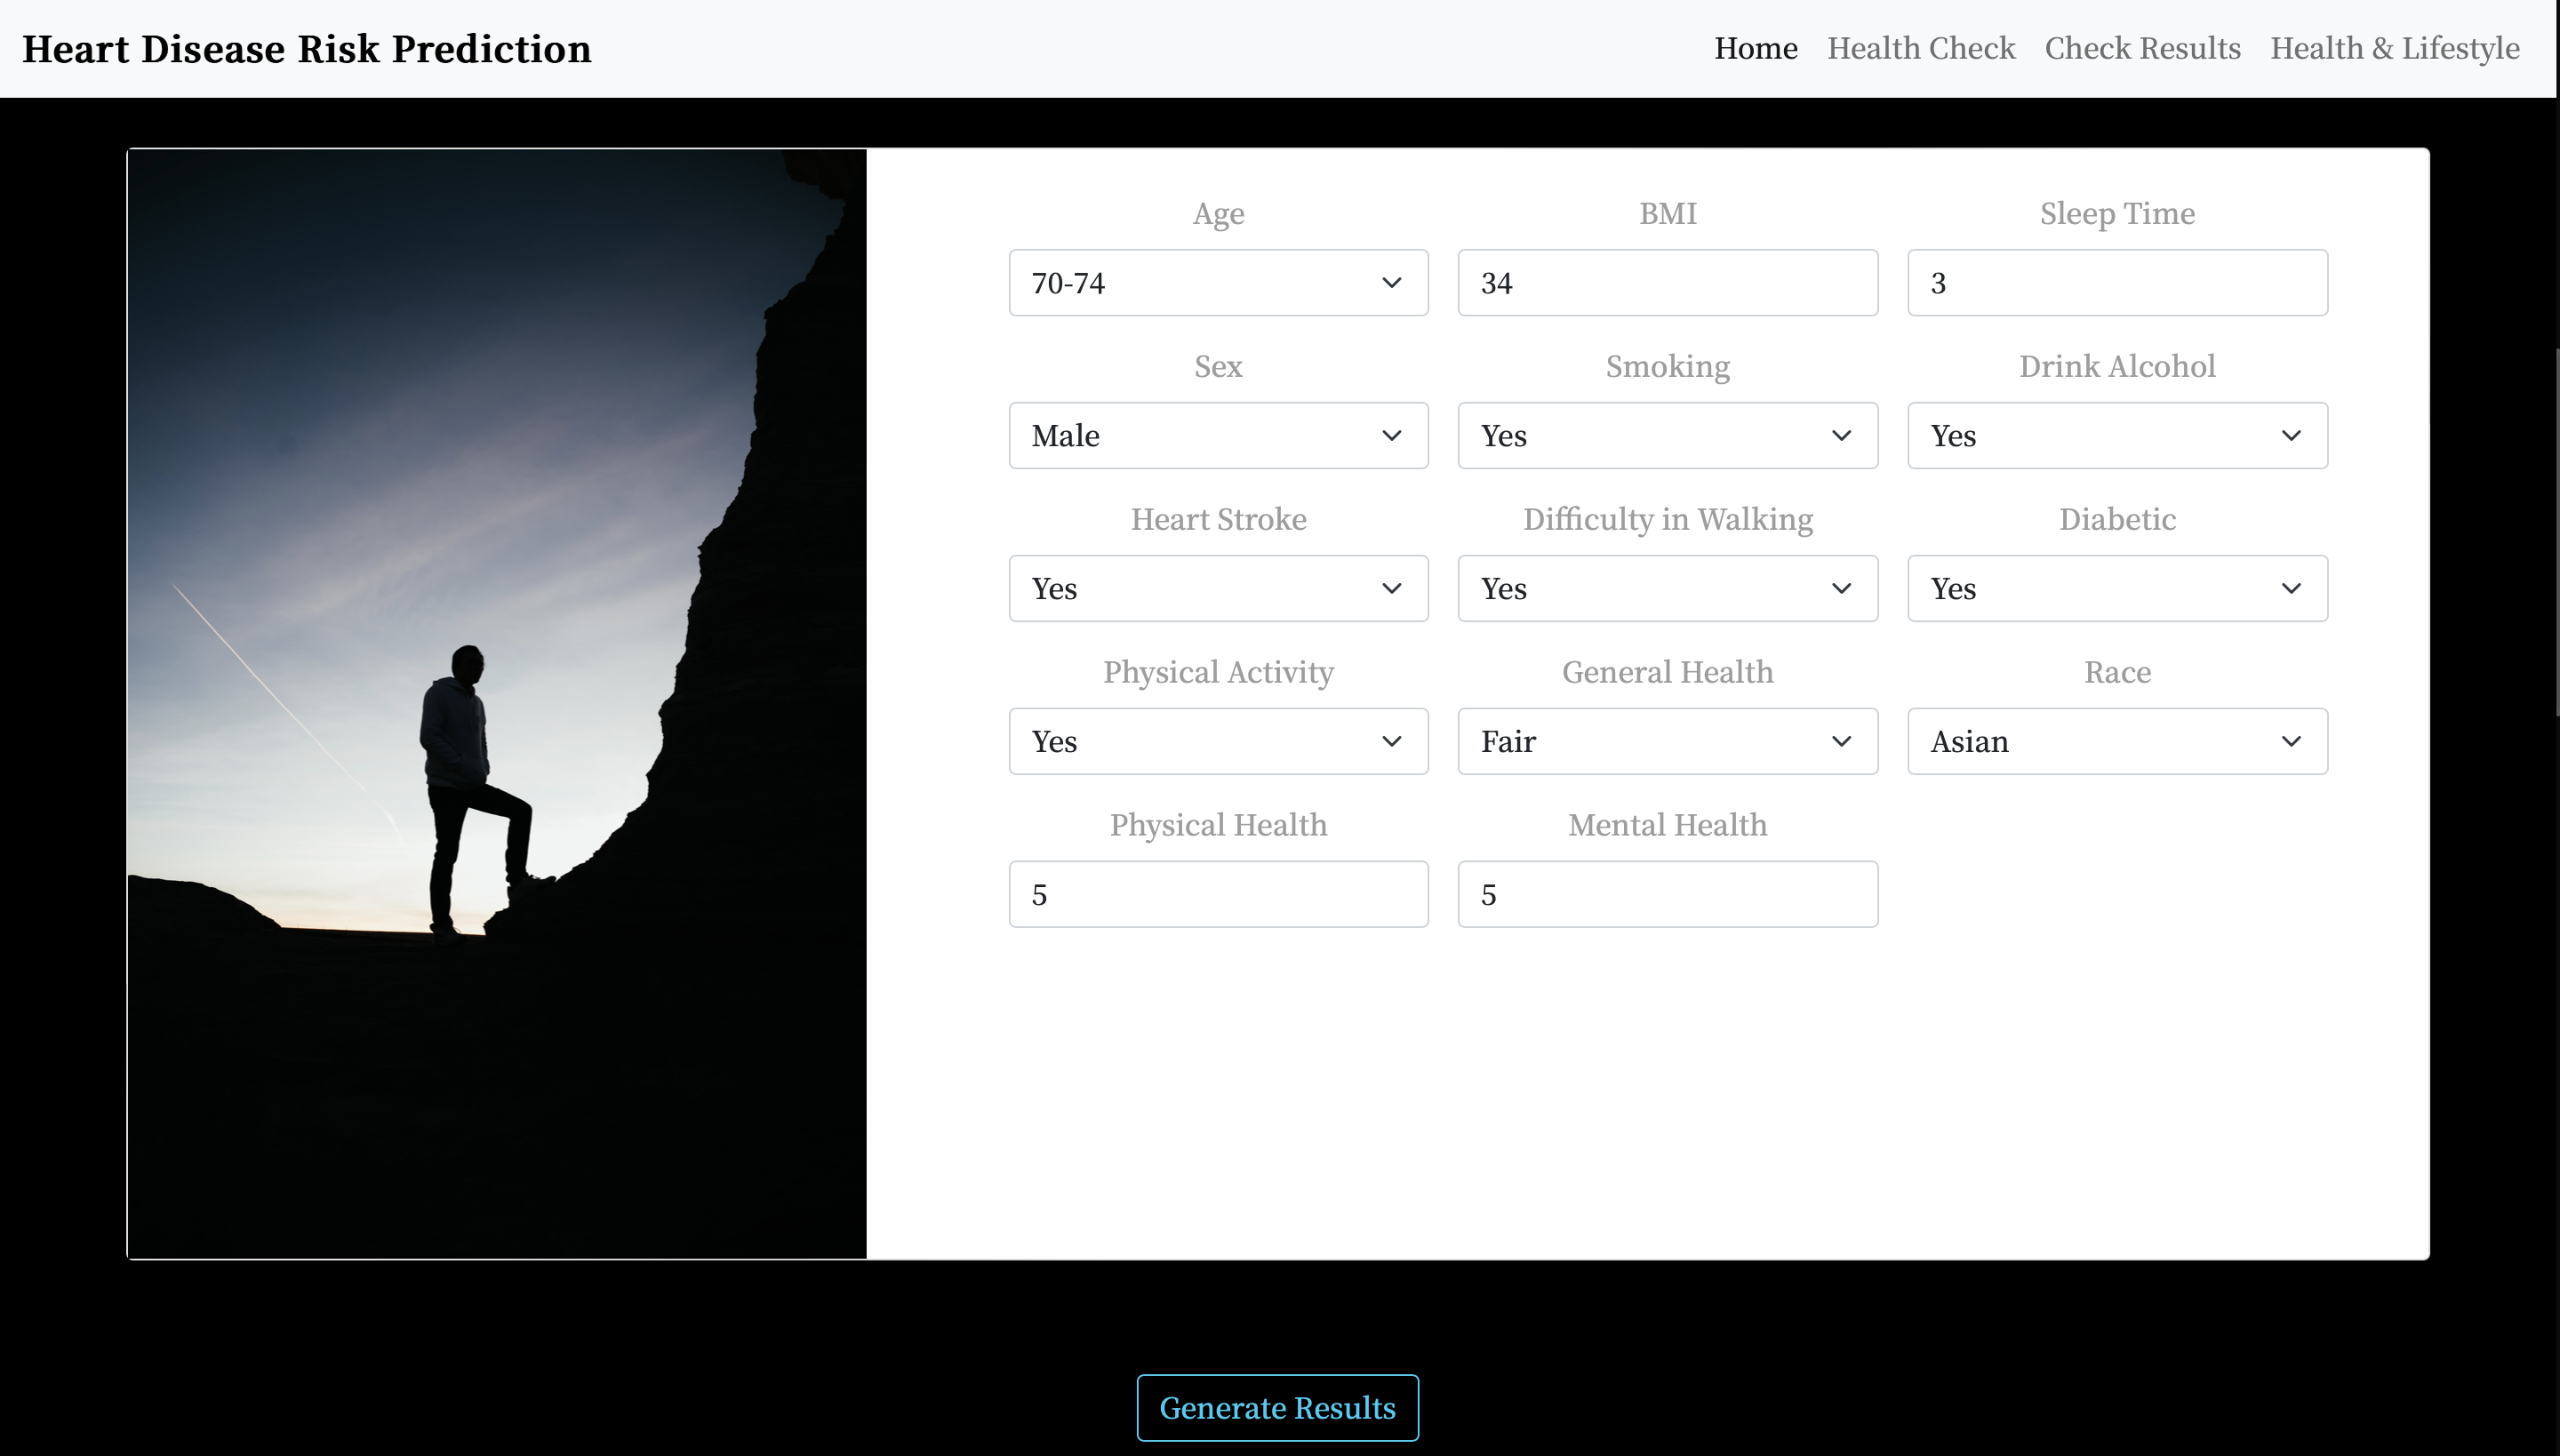 Heart Disease Risk Prediction
Home Health Check Check Results Health & Lifestyle
Age BMI Sleep Time
70-74 34 3
Sex Smoking Drink Alcohol
Male Yes Yes
Heart Stroke Difficulty in Walking Diabetic
Yes Yes Yes
Physical Activity General Health Race
Yes Fair Asian
Physical Health Mental Health
5 5
Generate Results